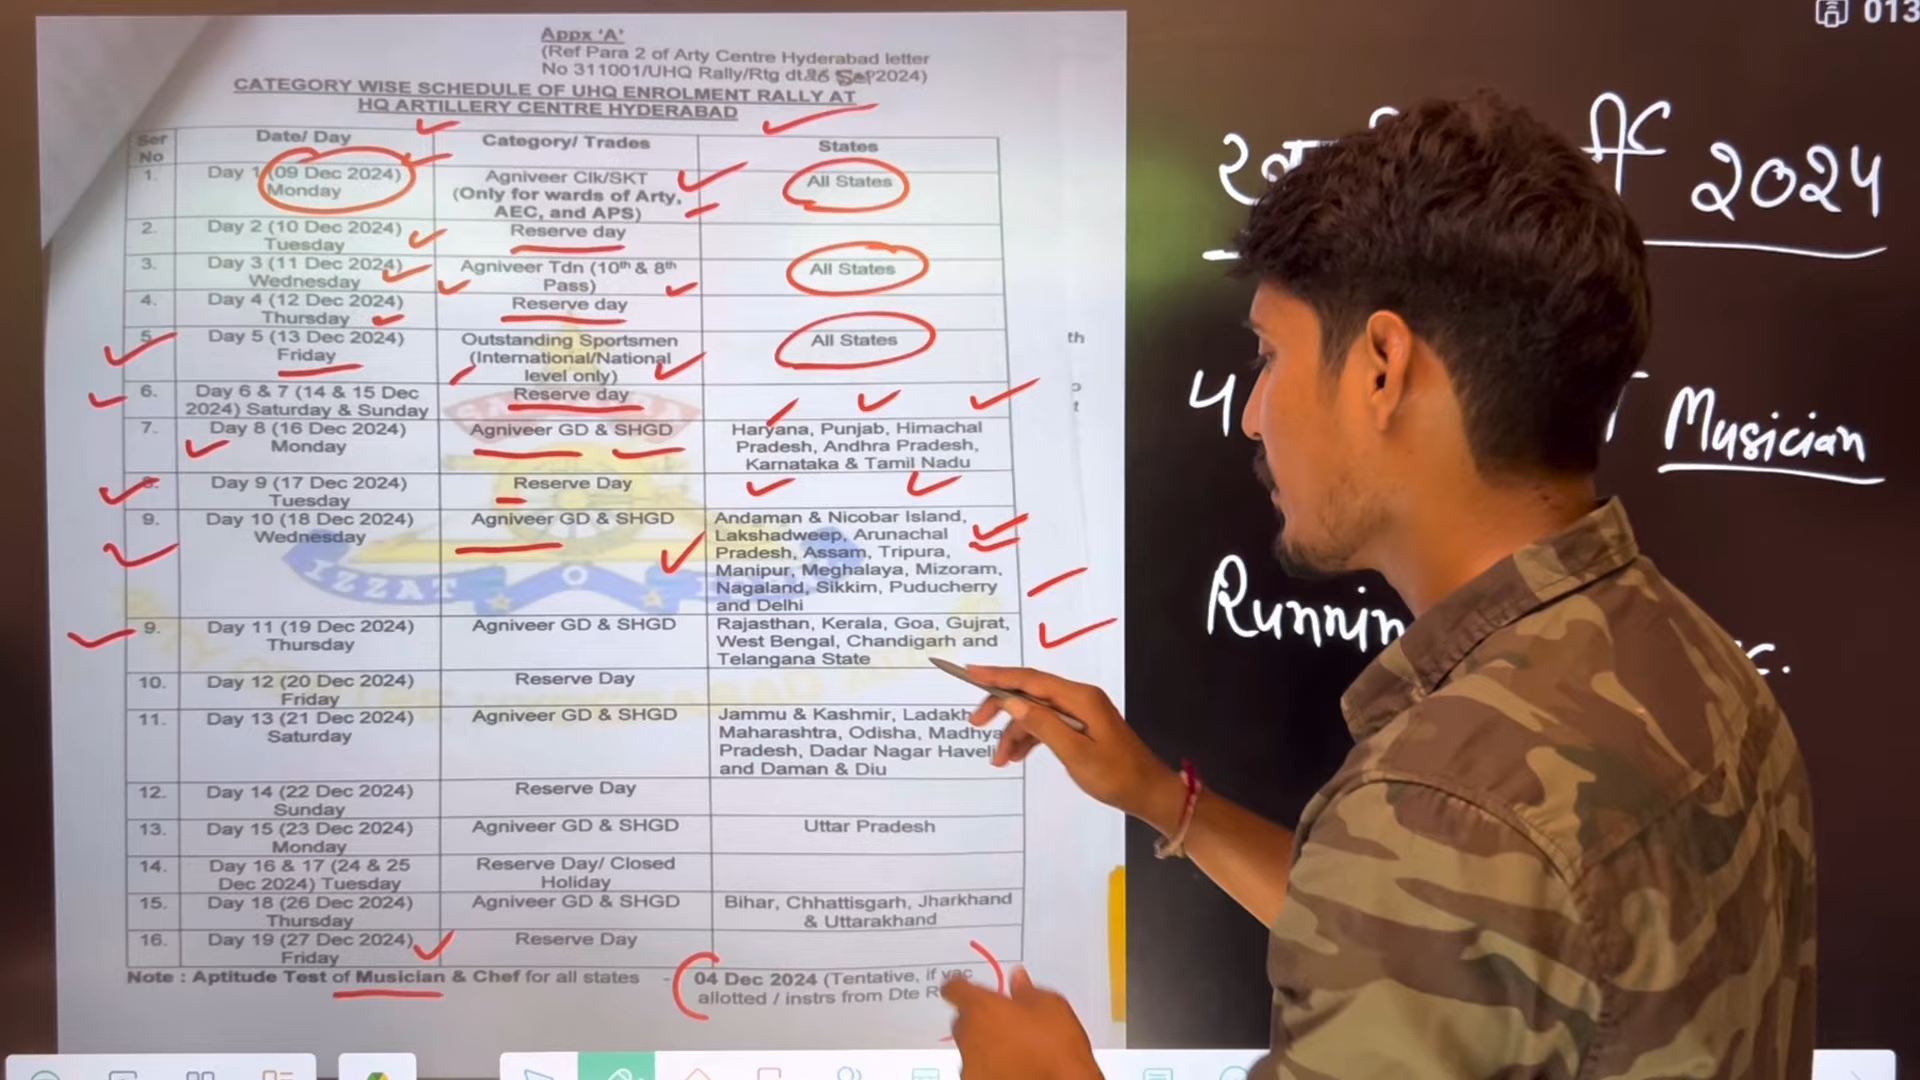 Appx 'A'
(Ref Para 2 of Arty Centre Hyderabad letter
No 311001/UHQ Rally/Rtg dt 26 Sep 2024)
CATEGORY WISE SCHEDULE OF UHQ ENROLMENT RALLY AT
HQ ARTILLERY CENTRE HYDERABAD
Ser No Date/ Day Category/ Trades States
1. Day 1 (09 Dec 2024) Monday Agniveer Clk/SKT All States
(Only for wards of Arty,
AEC, and APS)
2. Day 2 (10 Dec 2024) Reserve day
Tuesday
3. Day 3 (11 Dec 2024) Agniveer Tdn (10th & 8th All States
Wednesday Pass)
4. Day 4 (12 Dec 2024) Reserve day
Thursday
5. Day 5 (13 Dec 2024) Outstanding Sportsmen All States
Friday (International/National
level only)
6. Day 6 & 7 (14 & 15 Dec Reserve day
2024) Saturday & Sunday
7. Day 8 (16 Dec 2024) Agniveer GD & SHGD Haryana, Punjab, Himachal
Monday Pradesh, Andhra Pradesh,
Karnataka & Tamil Nadu
8. Day 9 (17 Dec 2024) Reserve Day
Tuesday
9. Day 10 (18 Dec 2024) Agniveer GD & SHGD Andaman & Nicobar Island,
Wednesday Lakshadweep, Arunachal
Pradesh, Assam, Tripura,
Manipur, Meghalaya, Mizoram,
Nagaland, Sikkim, Puducherry
and Delhi
9. Day 11 (19 Dec 2024) Agniveer GD & SHGD Rajasthan, Kerala, Goa, Gujrat,
Thursday West Bengal, Chandigarh and
Telangana State
10. Day 12 (20 Dec 2024) Reserve Day
Friday
11. Day 13 (21 Dec 2024) Agniveer GD & SHGD Jammu & Kashmir, Ladakh
Saturday Maharashtra, Odisha, Madhya
Pradesh, Dadar Nagar Haveli
and Daman & Diu
12. Day 14 (22 Dec 2024) Reserve Day
Sunday
13. Day 15 (23 Dec 2024) Agniveer GD & SHGD Uttar Pradesh
Monday
14. Day 16 & 17 (24 & 25 Reserve Day/ Closed
Dec 2024) Tuesday Holiday
15. Day 18 (26 Dec 2024) Agniveer GD & SHGD Bihar, Chhattisgarh, Jharkhand
Thursday & Uttarakhand
16. Day 19 (27 Dec 2024) Reserve Day
Friday
Note : Aptitude Test of Musician & Chef for all states - 04 Dec 2024 (Tentative, if vac
allotted / instrs from Dte
IZZAT
th
013
2024
Musician